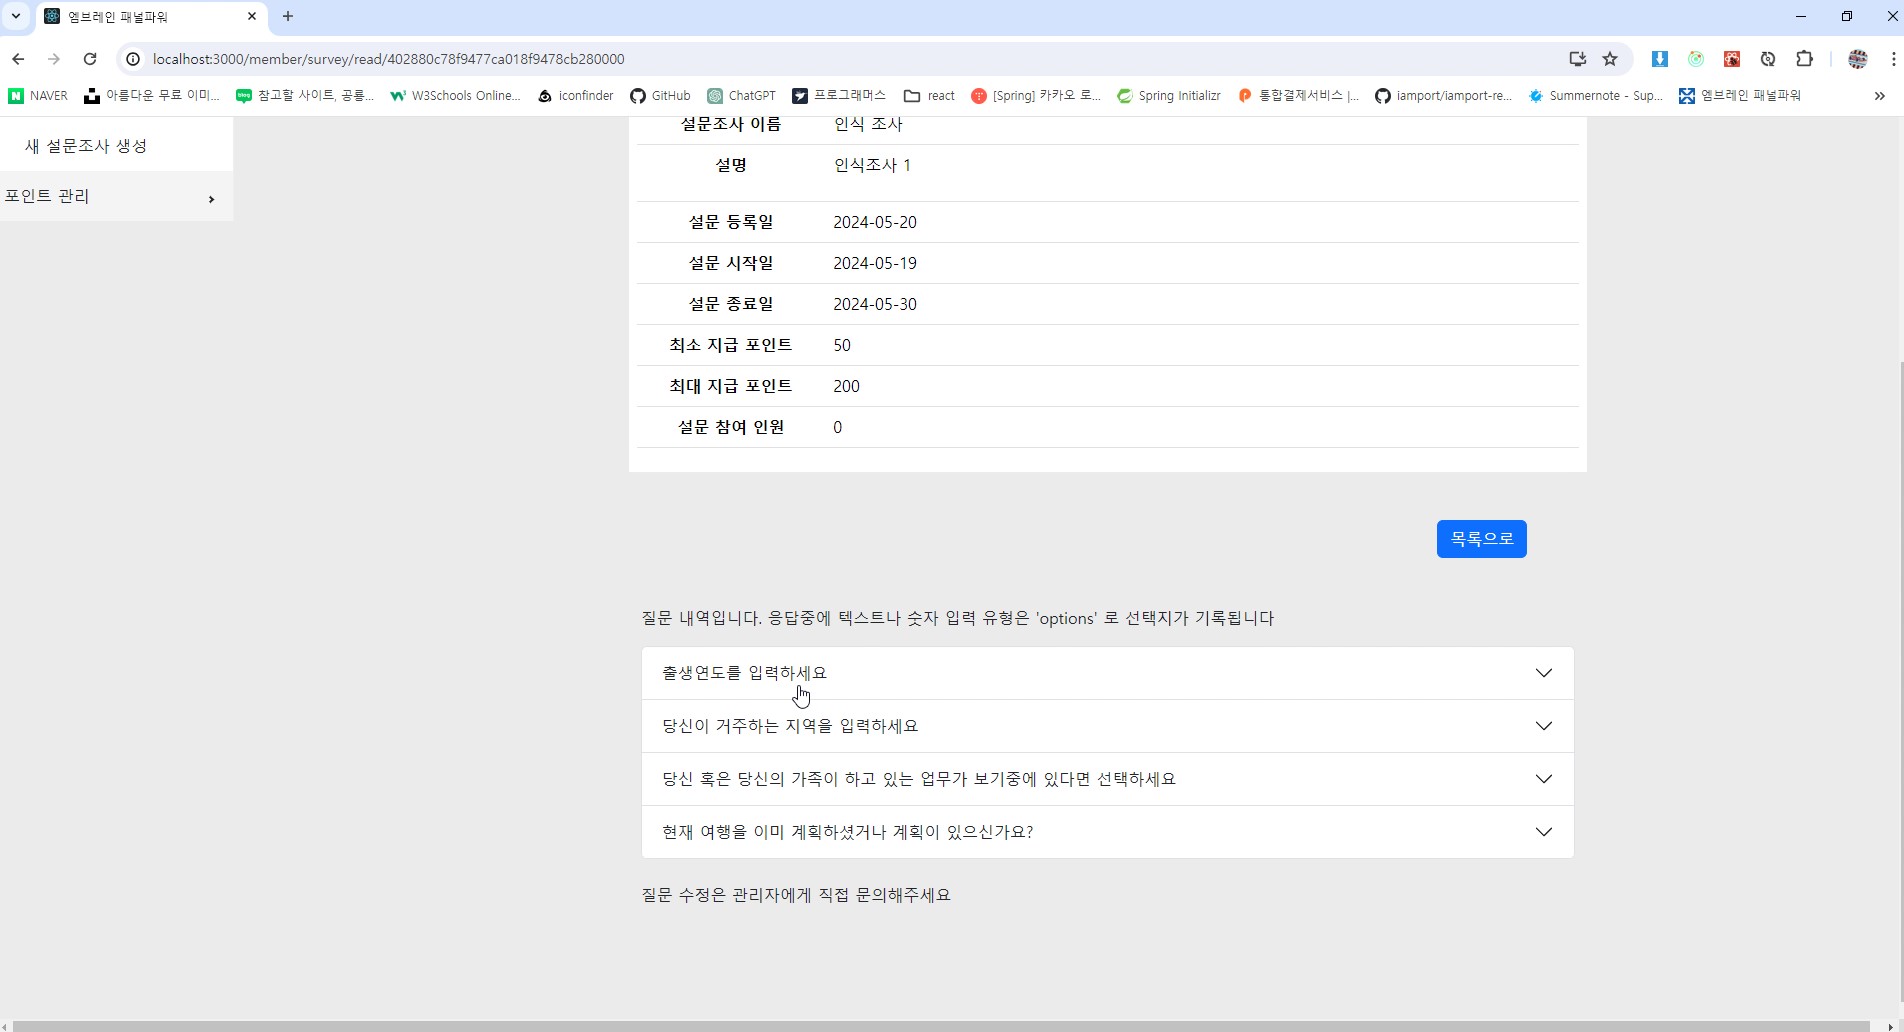 엠브레인 패널파워
localhost:3000/member/survey/read/402880c78f9477ca018f9478cb280000
NAVER 아름다운 무료 이미... 참고할 사이트, 공룡... W3Schools Online... iconfinder GitHub ChatGPT 프로그래머스 react [Spring] 카카오 로... Spring Initializr 통합결제서비스 |... iamport/iamport-re... Summernote - Sup... 엠브레인 패널파워
새 설문조사 생성
포인트 관리
설문조사 이름 인식 조사
설명 인식조사 1
설문 등록일 2024-05-20
설문 시작일 2024-05-19
설문 종료일 2024-05-30
최소 지급 포인트 50
최대 지급 포인트 200
설문 참여 인원 0
목록으로
질문 내역입니다. 응답중에 텍스트나 숫자 입력 유형은 'options' 로 선택지가 기록됩니다
출생연도를 입력하세요
당신이 거주하는 지역을 입력하세요
당신 혹은 당신의 가족이 하고 있는 업무가 보기중에 있다면 선택하세요
현재 여행을 이미 계획하셨거나 계획이 있으신가요?
질문 수정은 관리자에게 직접 문의해주세요